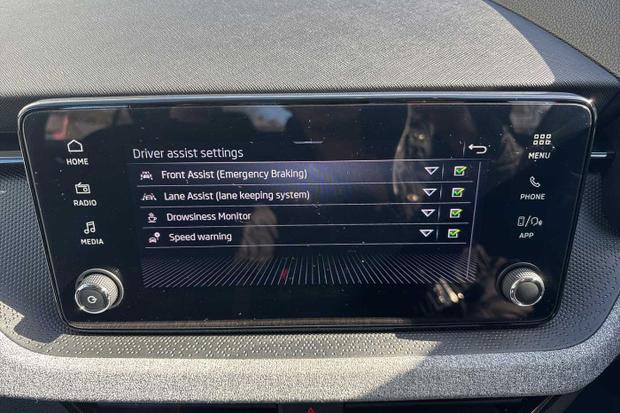 Driver assist settings
Front Assist (Emergency Braking)
Lane Assist (lane keeping system)
Drowsiness Monitor
Speed warning
HOME
RADIO
MEDIA
MENU
PHONE
APP